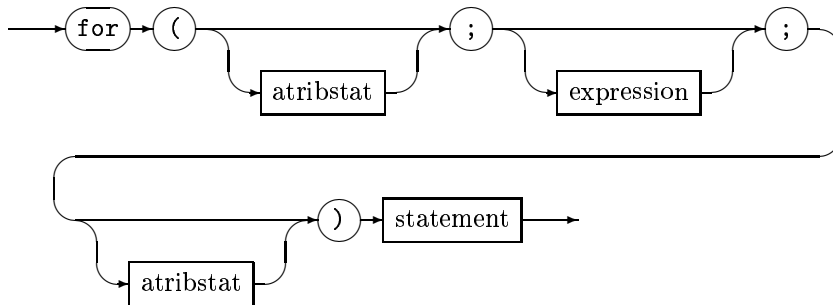 for ( ; ;
atribstat expression
) statement
atribstat